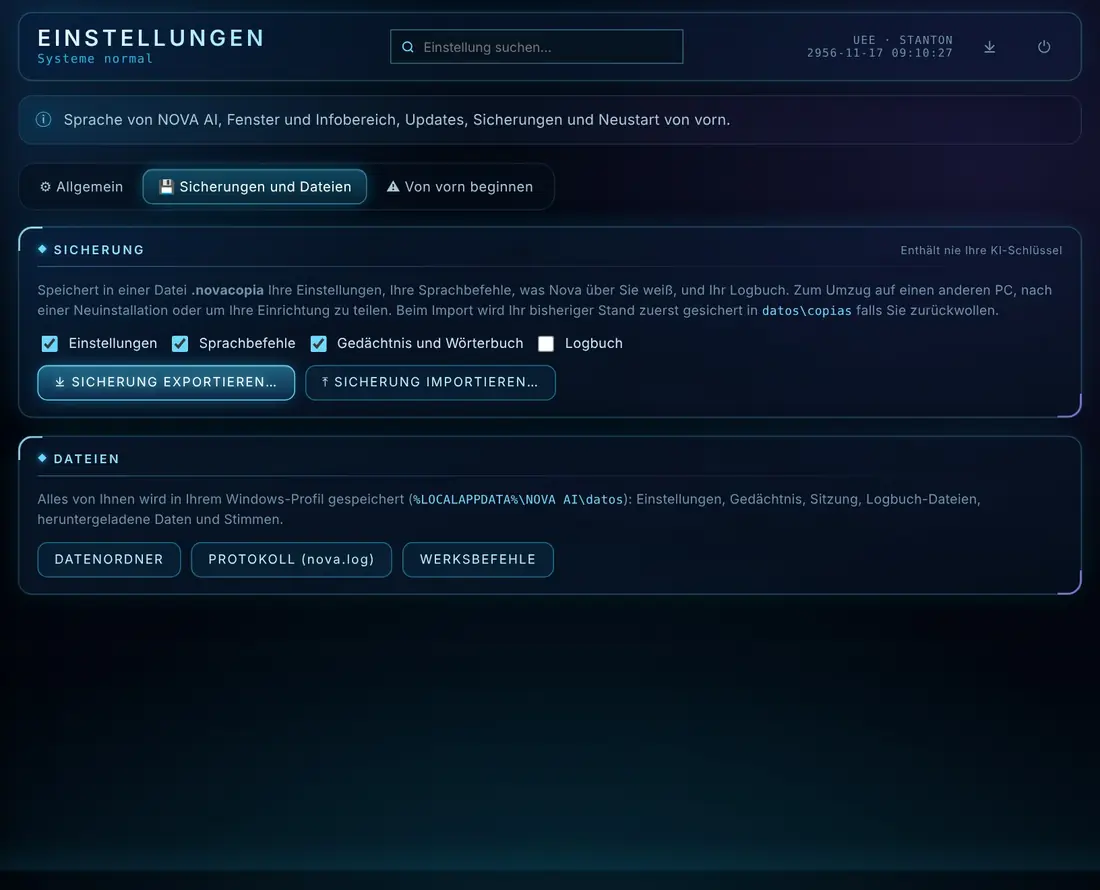 EINSTELLUNGEN
Systeme normal
Einstellung suchen...
UEE · STANTON
2956-11-17 09:10:27
Sprache von NOVA AI, Fenster und Infobereich, Updates, Sicherungen und Neustart von vorn.
Allgemein
Sicherungen und Dateien
Von vorn beginnen
SICHERUNG
Enthält nie Ihre KI-Schlüssel
Speichert in einer Datei .novacopia Ihre Einstellungen, Ihre Sprachbefehle, was Nova über Sie weiß, und Ihr Logbuch. Zum Umzug auf einen anderen PC, nach
einer Neuinstallation oder um Ihre Einrichtung zu teilen. Beim Import wird Ihr bisheriger Stand zuerst gesichert in datos\copias falls Sie zurückwollen.
Einstellungen
Sprachbefehle
Gedächtnis und Wörterbuch
Logbuch
SICHERUNG EXPORTIEREN…
SICHERUNG IMPORTIEREN…
DATEIEN
Alles von Ihnen wird in Ihrem Windows-Profil gespeichert (%LOCALAPPDATA%\NOVA AI\datos): Einstellungen, Gedächtnis, Sitzung, Logbuch-Dateien,
heruntergeladene Daten und Stimmen.
DATENORDNER
PROTOKOLL (nova.log)
WERKSBEFEHLE